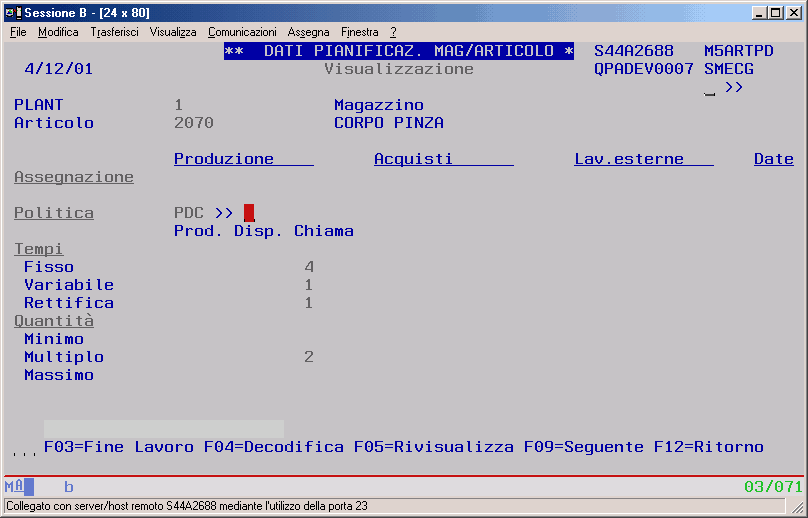 Sessione B - [24 x 80]
File Modifica Trasferisci Visualizza Comunicazioni Assegna Finestra ?
** DATI PIANIFICAZ. MAG/ARTICOLO * S44A2688 M5ARTPD
4/12/01 Visualizzazione QPADEV0007 SMECG
_ >>
PLANT 1 Magazzino
Articolo 2070 CORPO PINZA
Produzione Acquisti Lav.esterne Date
Assegnazione
Politica PDC >>
Prod. Disp. Chiama
Tempi
Fisso 4
Variabile 1
Rettifica 1
Quantità
Minimo
Multiplo 2
Massimo
... F03=Fine Lavoro F04=Decodifica F05=Rivisualizza F09=Seguente F12=Ritorno
MA b 03/071
Collegato con server/host remoto S44A2688 mediante l'utilizzo della porta 23